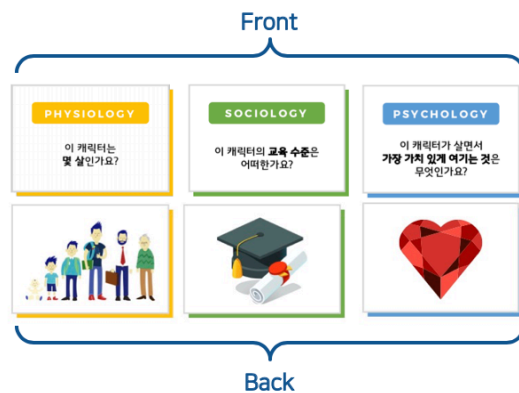 Front
PHYSIOLOGY
이 캐릭터는
몇 살인가요?
SOCIOLOGY
이 캐릭터의 교육 수준은
어떠한가요?
PSYCHOLOGY
이 캐릭터가 살면서
가장 가치 있게 여기는 것은
무엇인가요?
Back